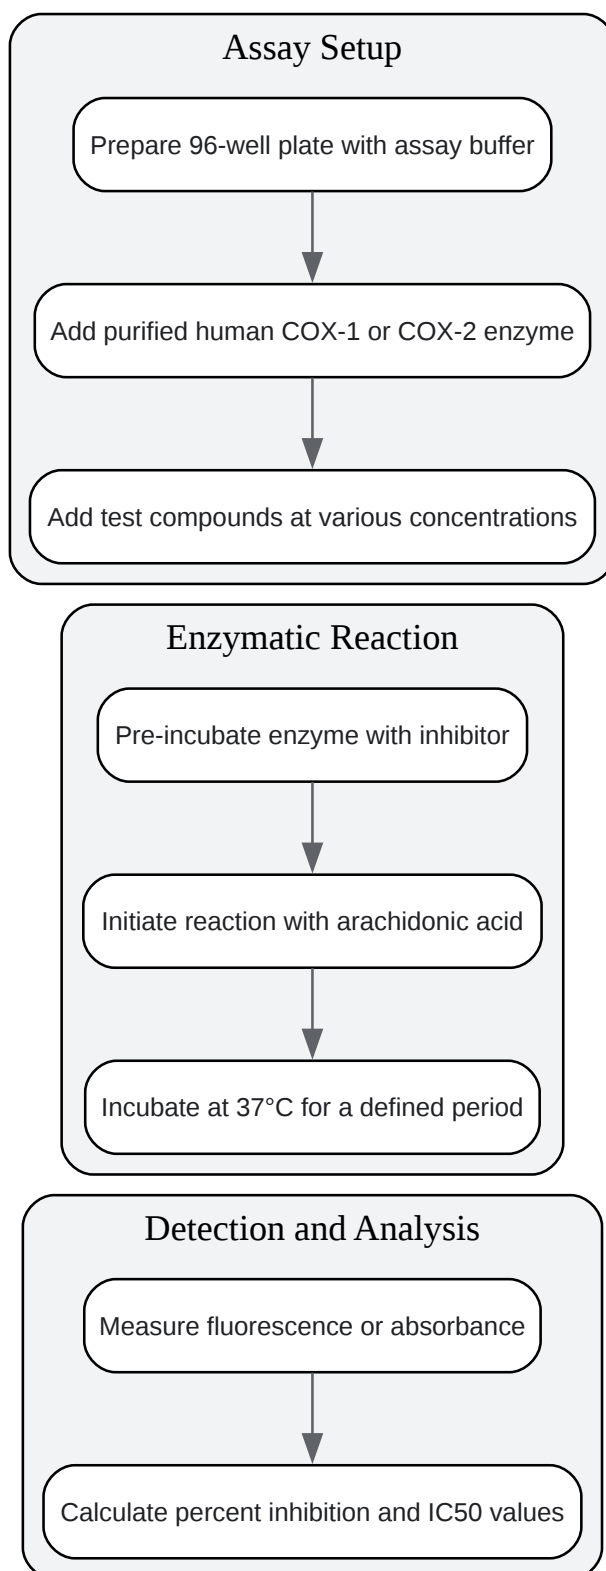 Assay Setup
Prepare 96-well plate with assay buffer
Add purified human COX-1 or COX-2 enzyme
Add test compounds at various concentrations
Enzymatic Reaction
Pre-incubate enzyme with inhibitor
Initiate reaction with arachidonic acid
Incubate at 37°C for a defined period
Detection and Analysis
Measure fluorescence or absorbance
Calculate percent inhibition and IC50 values